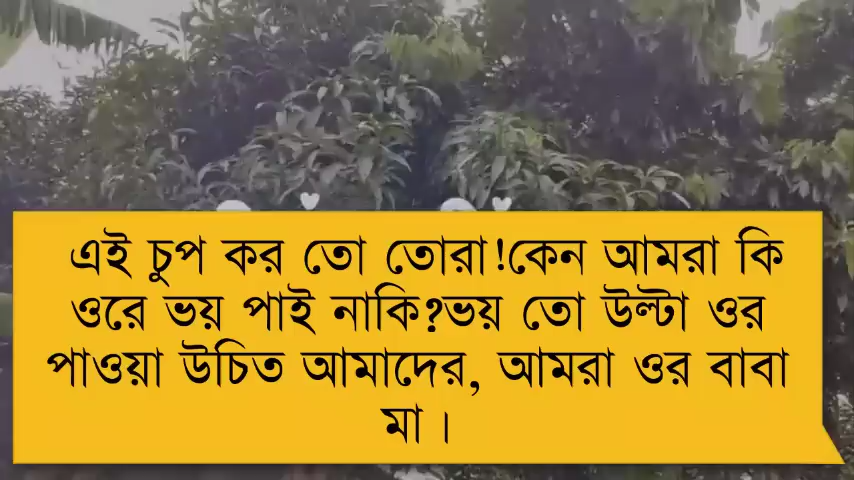 এই চুপ কর তো তোরা!কেন আমরা কি
ওরে ভয় পাই নাকি?ভয় তো উল্টা ওর
পাওয়া উচিত আমাদের, আমরা ওর বাবা
মা।